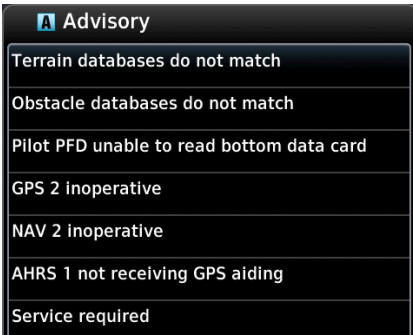 A Advisory
Terrain databases do not match
Obstacle databases do not match
Pilot PFD unable to read bottom data card
GPS 2 inoperative
NAV 2 inoperative
AHRS 1 not receiving GPS aiding
Service required